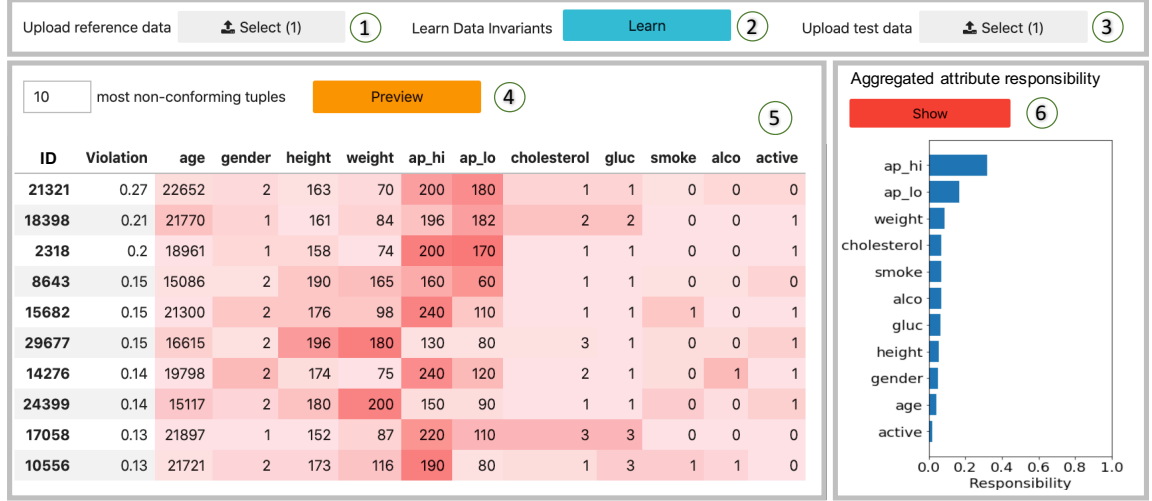 Upload reference data Select (1) 1 Learn Data Invariants Learn 2 Upload test data Select (1) 3
10 most non-conforming tuples Preview 4
5
ID Violation age gender height weight ap_hi ap_lo cholesterol gluc smoke alco active
21321 0.27 22652 2 163 70 200 180 1 1 0 0 0
18398 0.21 21770 1 161 84 196 182 2 2 0 0 1
2318 0.2 18961 1 158 74 200 170 1 1 0 0 1
8643 0.15 15086 2 190 165 160 60 1 1 0 0 0
15682 0.15 21300 2 176 98 240 110 1 1 1 0 1
29677 0.15 16615 2 196 180 130 80 3 1 0 0 1
14276 0.14 19798 2 174 75 240 120 2 1 0 1 1
24399 0.14 15117 2 180 200 150 90 1 1 0 0 1
17058 0.13 21897 1 152 87 220 110 3 3 0 0 0
10556 0.13 21721 2 173 116 190 80 1 3 1 1 0
Aggregated attribute responsibility
Show 6
ap_hi
ap_lo
weight
cholesterol
smoke
alco
gluc
height
gender
age
active
0.0 0.2 0.4 0.6 0.8 1.0
Responsibility